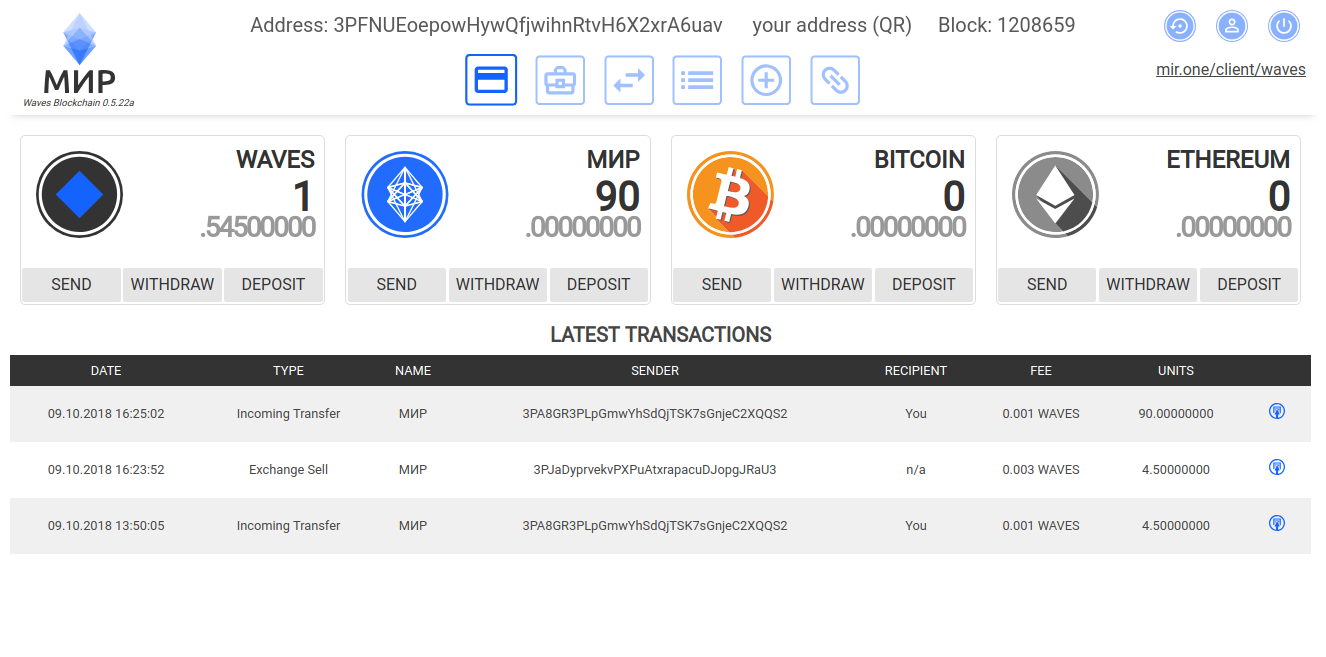 Address: 3PFNUEoepowHywQfjwihnRtvH6X2xrA6uav your address (QR) Block: 1208659
mir.one/client/waves
МИР
Waves Blockchain 0.5.22a
WAVES
1
.54500000
SEND WITHDRAW DEPOSIT
МИР
90
.00000000
SEND WITHDRAW DEPOSIT
BITCOIN
0
.00000000
SEND WITHDRAW DEPOSIT
ETHEREUM
0
.00000000
SEND WITHDRAW DEPOSIT
LATEST TRANSACTIONS
DATE TYPE NAME SENDER RECIPIENT FEE UNITS
09.10.2018 16:25:02 Incoming Transfer МИР 3PA8GR3PLpGmwYhSdQjTSK7sGnjeC2XQQS2 You 0.001 WAVES 90.00000000
09.10.2018 16:23:52 Exchange Sell МИР 3PJaDyprvekvPXPuAtxrapacuDJopgJRaU3 n/a 0.003 WAVES 4.50000000
09.10.2018 13:50:05 Incoming Transfer МИР 3PA8GR3PLpGmwYhSdQjTSK7sGnjeC2XQQS2 You 0.001 WAVES 4.50000000